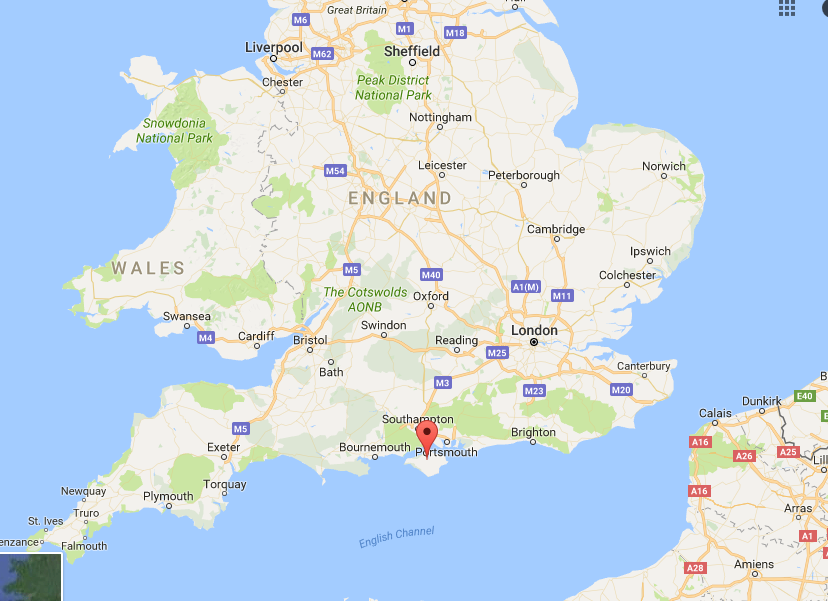 Great Britain
M6
M1
M18
Liverpool
M62
Sheffield
Chester
Peak District
National Park
Snowdonia
National Park
Nottingham
M54
Leicester
Peterborough
Norwich
ENGLAND
Cambridge
Ipswich
WALES
M5
M40
Colchester
A1(M)
M11
The Cotswolds
AONB
Oxford
Swansea
Swindon
London
M4
Cardiff
Bristol
Reading
M25
Bath
Canterbury
M3
M23
M20
Dunkirk
E40
Calais
Southampton
M5
Brighton
A16
A26
A25
Exeter
Bournemouth
Portsmouth
Torquay
Newquay
Plymouth
A16
Truro
St. Ives
Arras
enzance
Falmouth
English Channel
A1
Amiens
A28